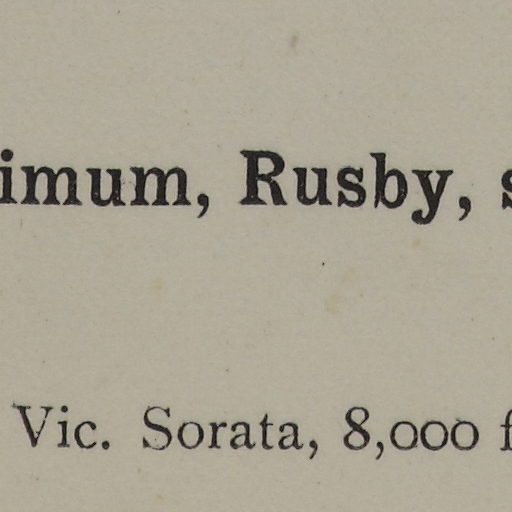 imum, Rusby, s
Vic. Sorata, 8,000 f